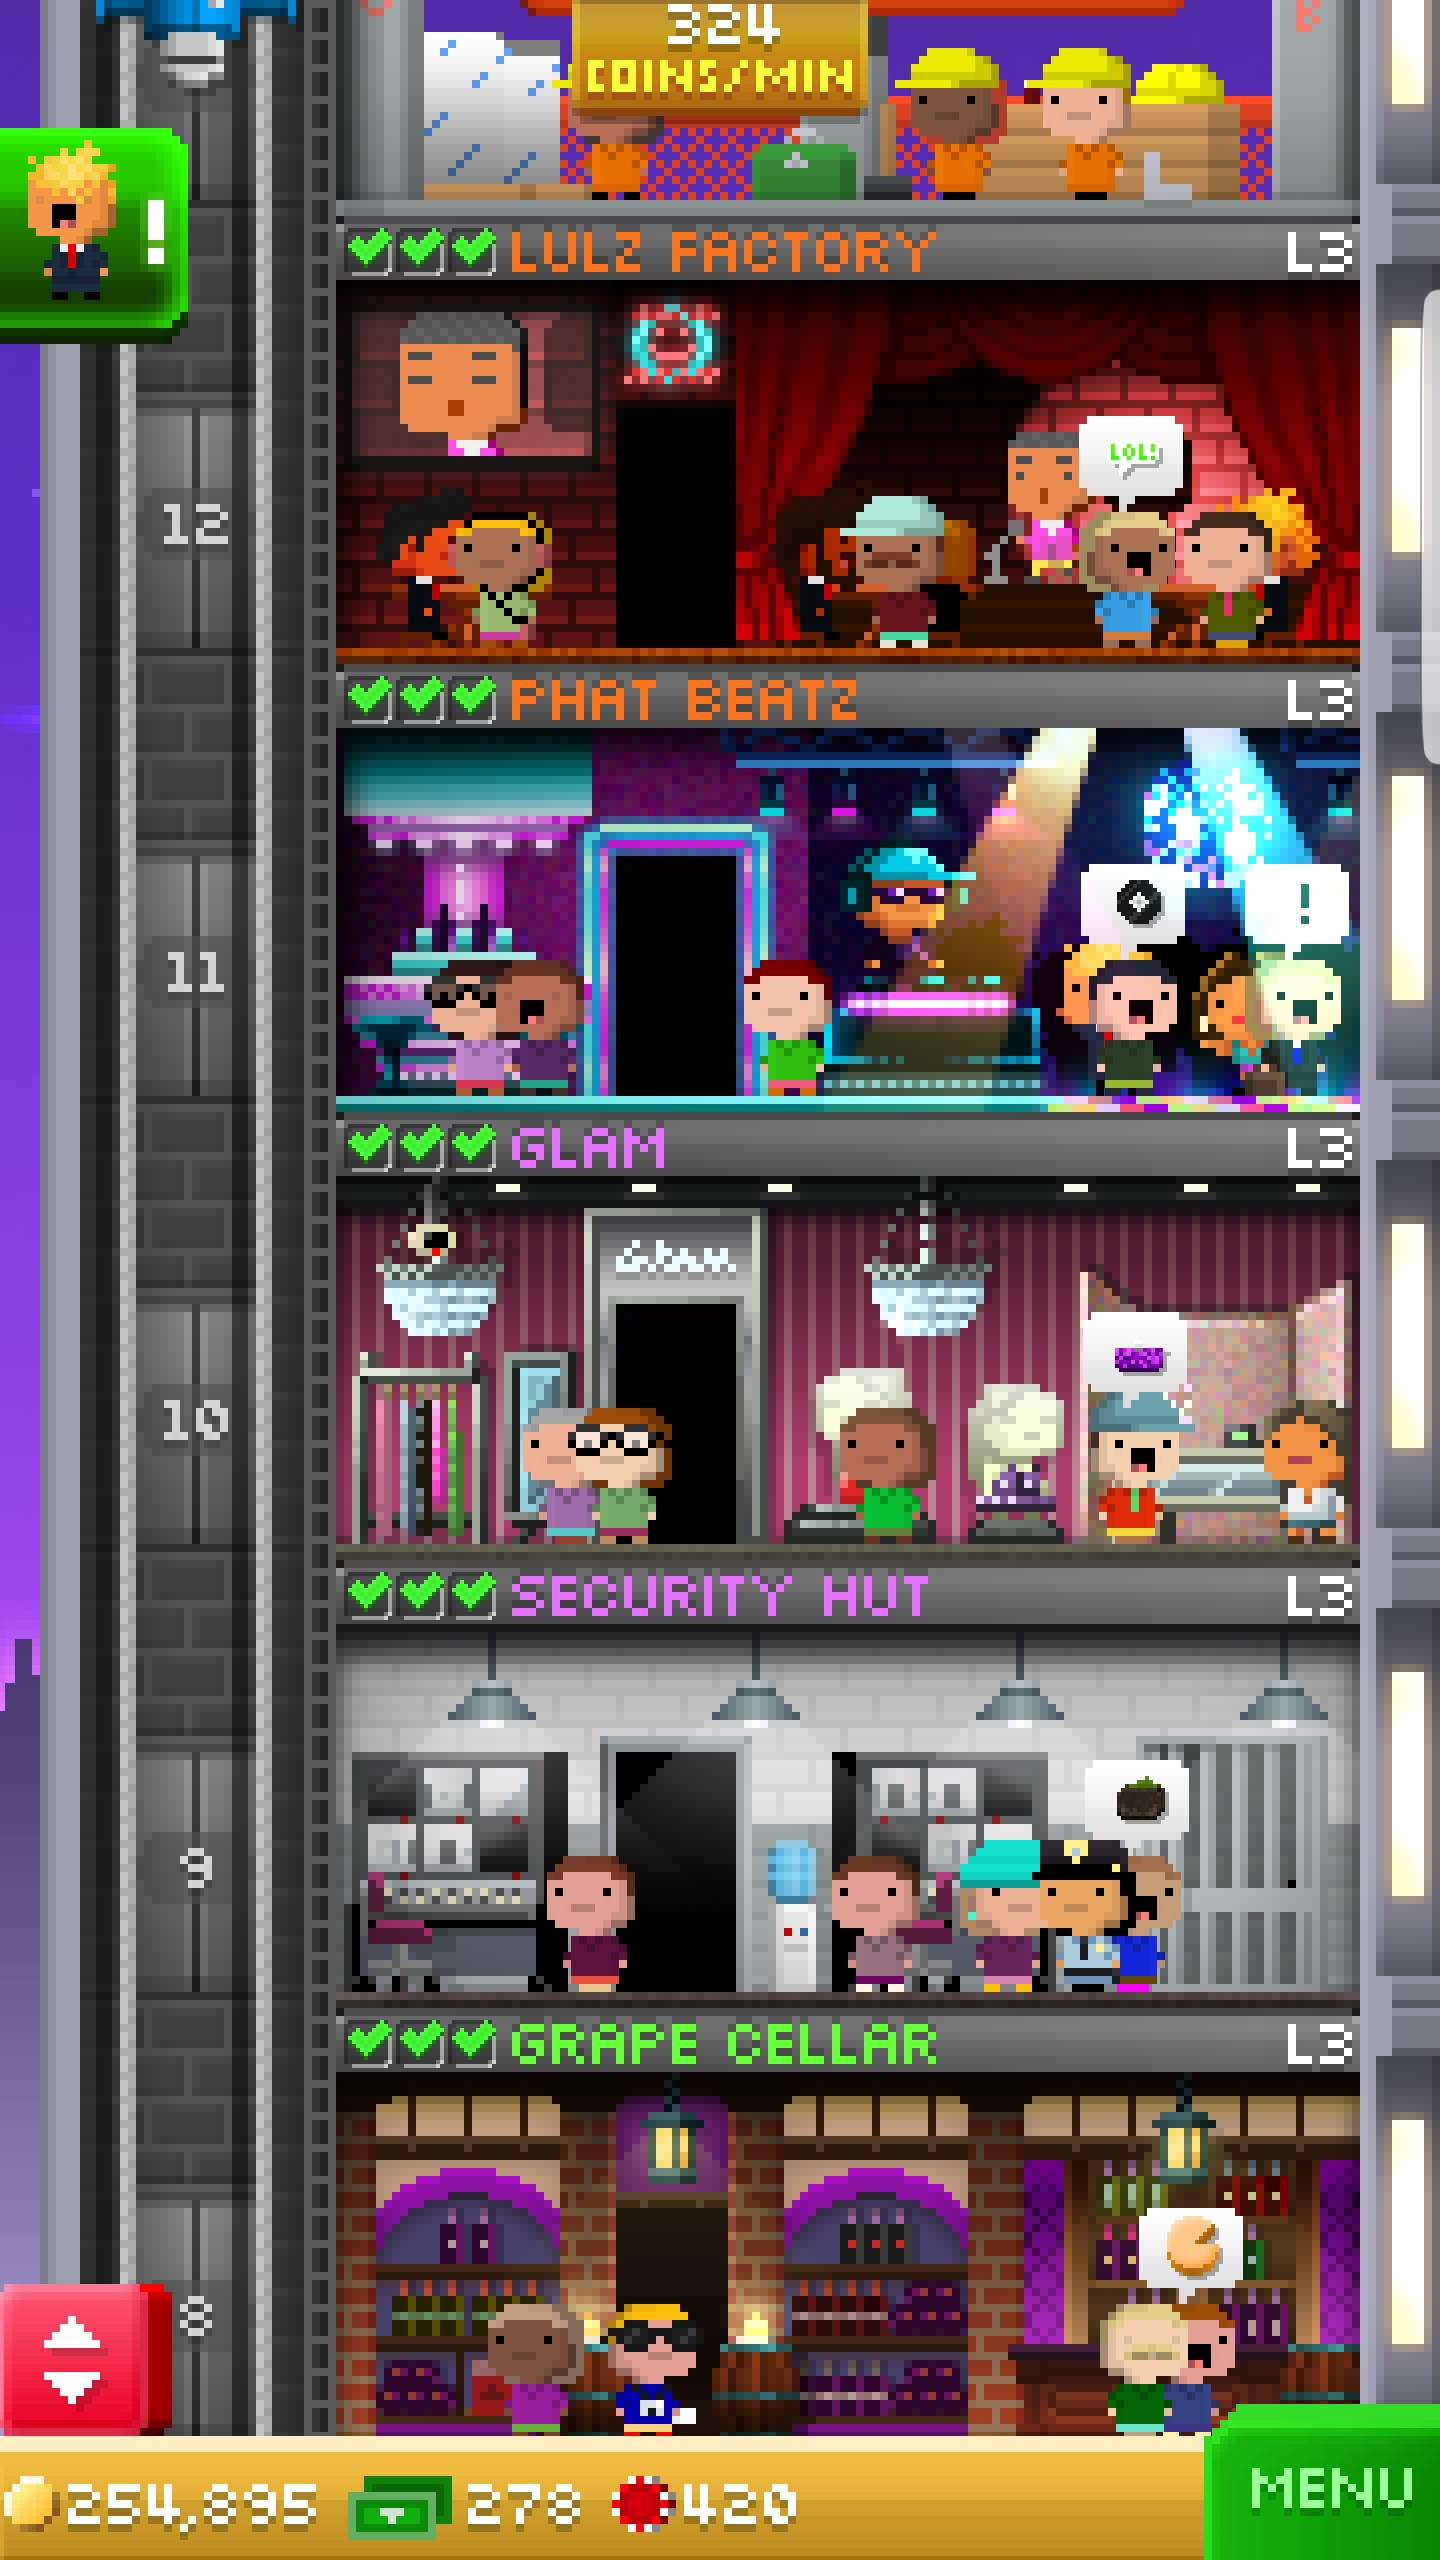 324
COINS/MIN
!
LULZ FACTORY L3
LOL!
12
PHAT BEATZ L3
!
11
GLAM L3
Glam
10
SECURITY HUT L3
9
GRAPE CELLAR L3
8
254,895 278 420
MENU